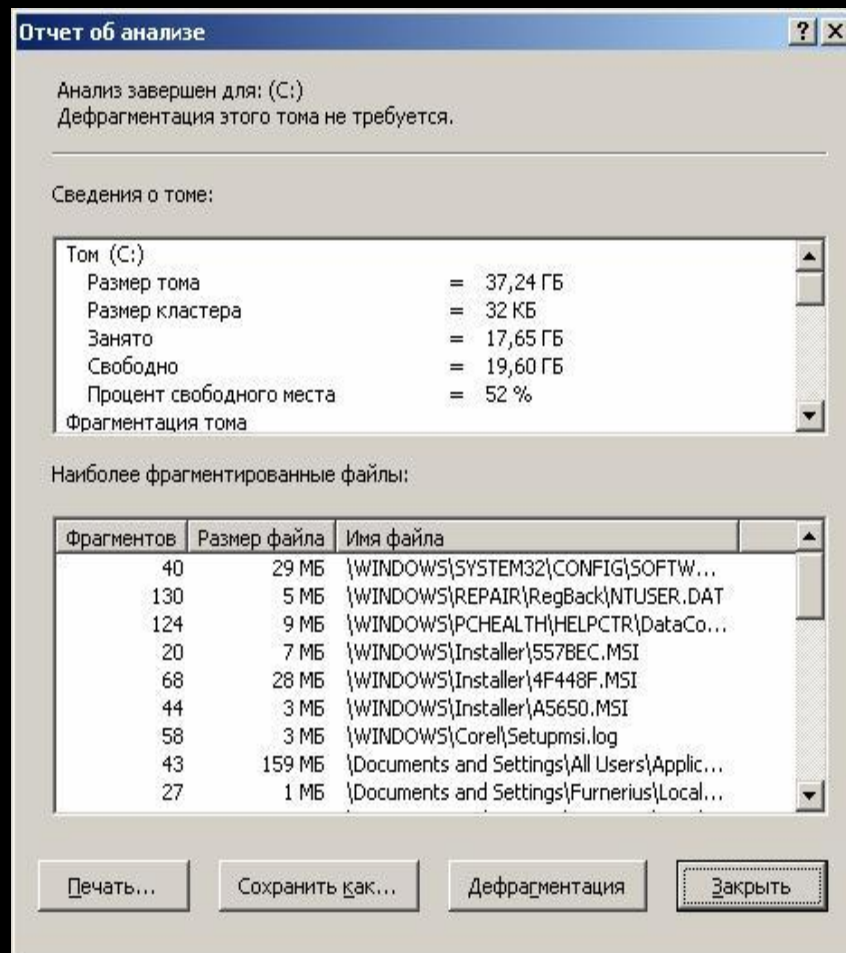 Отчет об анализе
Анализ завершен для: (C:)
Дефрагментация этого тома не требуется.
Сведения о томе:
Том (C:)
Размер тома = 37,24 ГБ
Размер кластера = 32 КБ
Занято = 17,65 ГБ
Свободно = 19,60 ГБ
Процент свободного места = 52 %
Фрагментация тома
Наиболее фрагментированные файлы:
Фрагментов Размер файла Имя файла
40 29 МБ \WINDOWS\SYSTEM32\CONFIG\SOFTW...
130 5 МБ \WINDOWS\REPAIR\RegBack\NTUSER.DAT
124 9 МБ \WINDOWS\PCHEALTH\HELPCTR\DataCo...
20 7 МБ \WINDOWS\Installer\557BEC.MSI
68 28 МБ \WINDOWS\Installer\4F448F.MSI
44 3 МБ \WINDOWS\Installer\A5650.MSI
58 3 МБ \WINDOWS\Corel\Setupmsi.log
43 159 МБ \Documents and Settings\All Users\Applic...
27 1 МБ \Documents and Settings\Furnerius\Local...
Печать... Сохранить как... Дефрагментация Закрыть